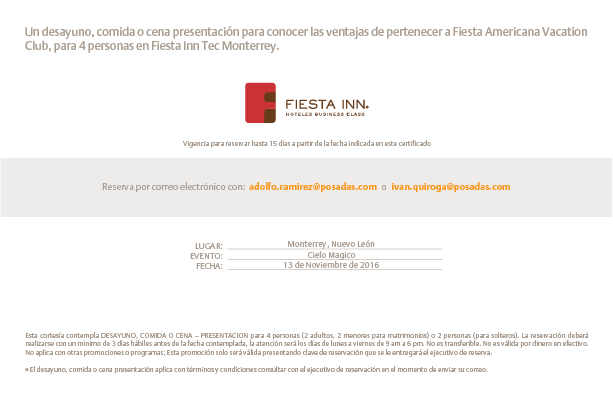 Un desayuno, comida o cena presentación para conocer las ventajas de pertenecer a Fiesta Americana Vacation
Club, para 4 personas en Fiesta Inn Tec Monterrey.
FIESTA INN.
HOTELES BUSINESS CLASS
Vigencia para reservar hasta 15 días a partir de la fecha indicada en este certificado
Reserva por correo electrónico con: adolfo.ramirez@posadas.com o ivan.quiroga@posadas.com
LUGAR: Monterrey, Nuevo León
EVENTO: Cielo Magico
FECHA: 13 de Noviembre de 2016
Esta cortesía contempla DESAYUNO, COMIDA O CENA – PRESENTACION para 4 personas (2 adultos, 2 menores para matrimonios) o 2 personas (para solteros). La reservación deberá
realizarse con un mínimo de 3 días hábiles antes de la fecha contemplada, la atención será los días de lunes a viernes de 9 am a 6 pm. No es transferible. No es válida por dinero en efectivo.
No aplica con otras promociones o programas; Esta promoción solo será válida presentando clave de reservación que se le entregará el ejecutivo de reserva.
• El desayuno, comida o cena presentación aplica con términos y condiciones consultar con el ejecutivo de reservación en el momento de enviar su correo.